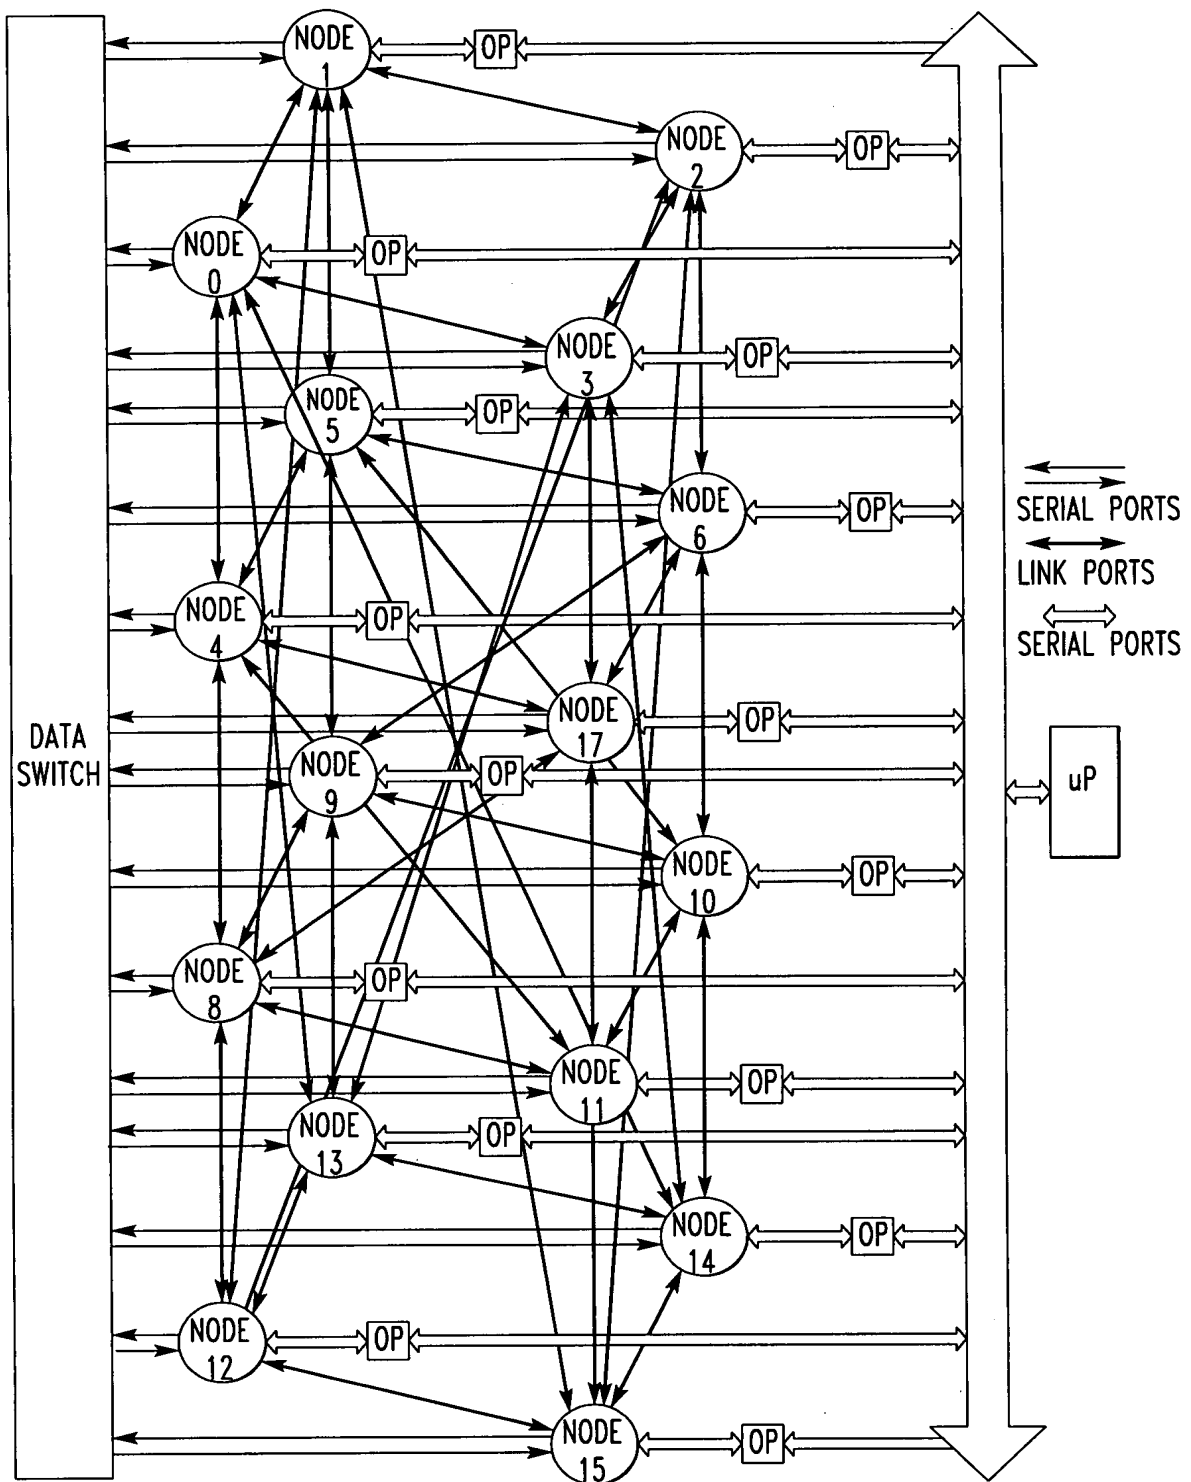 NODE
1
OP
NODE
2
OP
NODE
0
OP
NODE
3
OP
NODE
5
OP
SERIAL PORTS
NODE
6
OP
LINK PORTS
NODE
4
OP
SERIAL PORTS
NODE
17
OP
DATA
SWITCH
NODE
9
OP
uP
NODE
10
OP
NODE
8
OP
NODE
11
OP
NODE
13
OP
NODE
14
OP
NODE
12
OP
NODE
15
OP